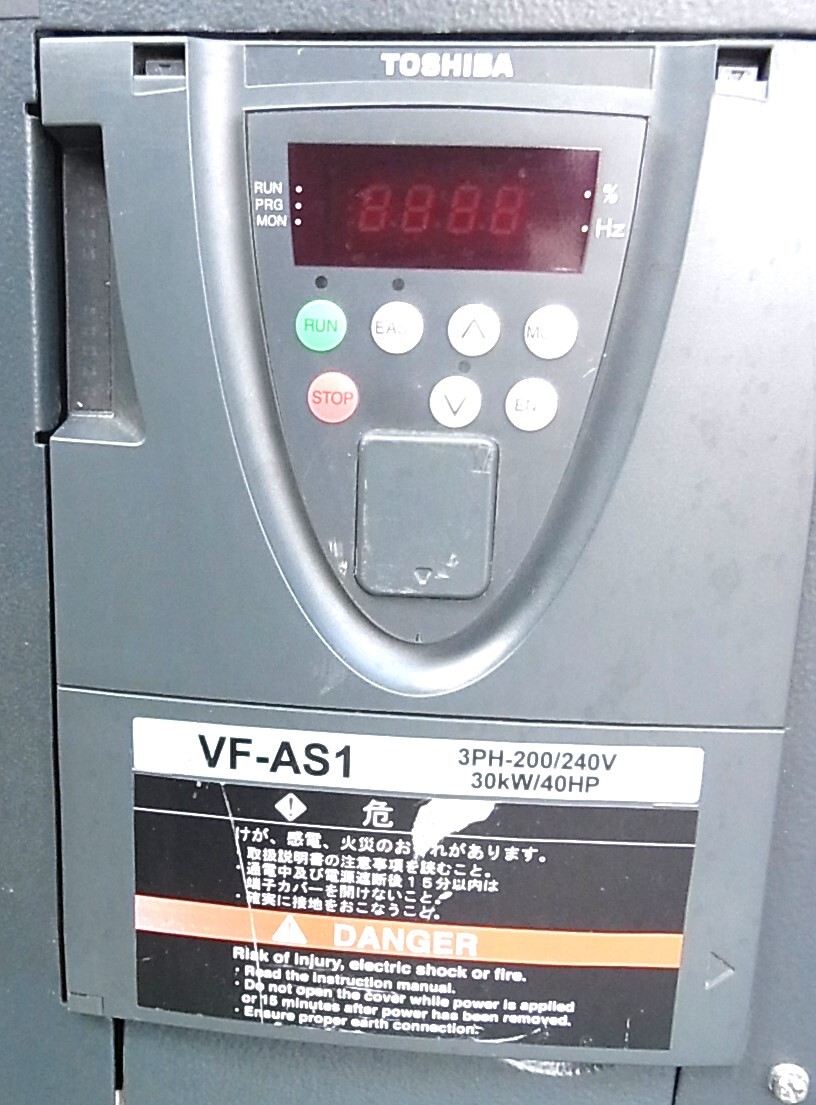 TOSHIBA
RUN
PRG
MON
%
Hz
RUN
STOP
VF-AS1
3PH-200/240V
30kW/40HP
危
けが、感電、火災のおそれがあります。
・取扱説明書の注意事項を読むこと。
・通電中及び電源遮断後15分以内は
端子カバーを開けないこと。
・確実に接地をおこなうこと。
DANGER
Risk of injury, electric shock or fire.
・Read the instruction manual.
・Do not open the cover while power is applied
or 15 minutes after power has been removed.
・Ensure proper earth connection.